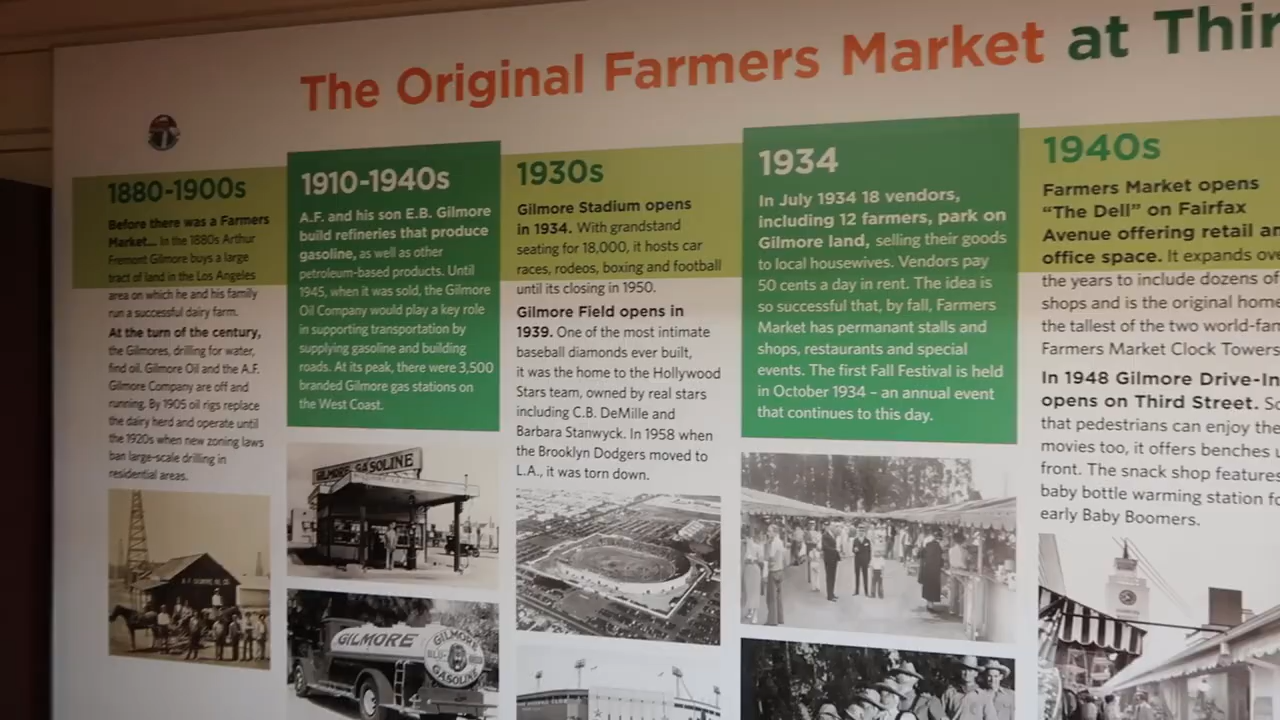 The Original Farmers Market at Thir
1880-1900s
Before there was a Farmers
Market... In the 1880s Arthur
Fremont Gilmore buys a large
tract of land in the Los Angeles
area on which he and his family
run a successful dairy farm.
At the turn of the century,
the Gilmores, drilling for water,
find oil. Gilmore Oil and the A.F.
Gilmore Company are off and
running. By 1905 oil rigs replace
the dairy herd and operate until
the 1920s when new zoning laws
ban large-scale drilling in
residential areas.
1910-1940s
A.F. and his son E.B. Gilmore
build refineries that produce
gasoline, as well as other
petroleum-based products. Until
1945, when it was sold, the Gilmore
Oil Company would play a key role
in supporting transportation by
supplying gasoline and building
roads. At its peak, there were 3,500
branded Gilmore gas stations on
the West Coast.
GILMORE GASOLINE
GILMORE
GILMORE
BLU
GASOLINE
1930s
Gilmore Stadium opens
in 1934. With grandstand
seating for 18,000, it hosts car
races, rodeos, boxing and football
until its closing in 1950.
Gilmore Field opens in
1939. One of the most intimate
baseball diamonds ever built,
it was the home to the Hollywood
Stars team, owned by real stars
including C.B. DeMille and
Barbara Stanwyck. In 1958 when
the Brooklyn Dodgers moved to
L.A., it was torn down.
1934
In July 1934 18 vendors,
including 12 farmers, park on
Gilmore land, selling their goods
to local housewives. Vendors pay
50 cents a day in rent. The idea is
so successful that, by fall, Farmers
Market has permanant stalls and
shops, restaurants and special
events. The first Fall Festival is held
in October 1934 – an annual event
that continues to this day.
1940s
Farmers Market opens
“The Dell” on Fairfax
Avenue offering retail an
office space. It expands ove
the years to include dozens of
shops and is the original home
the tallest of the two world-fam
Farmers Market Clock Towers
In 1948 Gilmore Drive-In
opens on Third Street. So
that pedestrians can enjoy the
movies too, it offers benches u
front. The snack shop features
baby bottle warming station fo
early Baby Boomers.